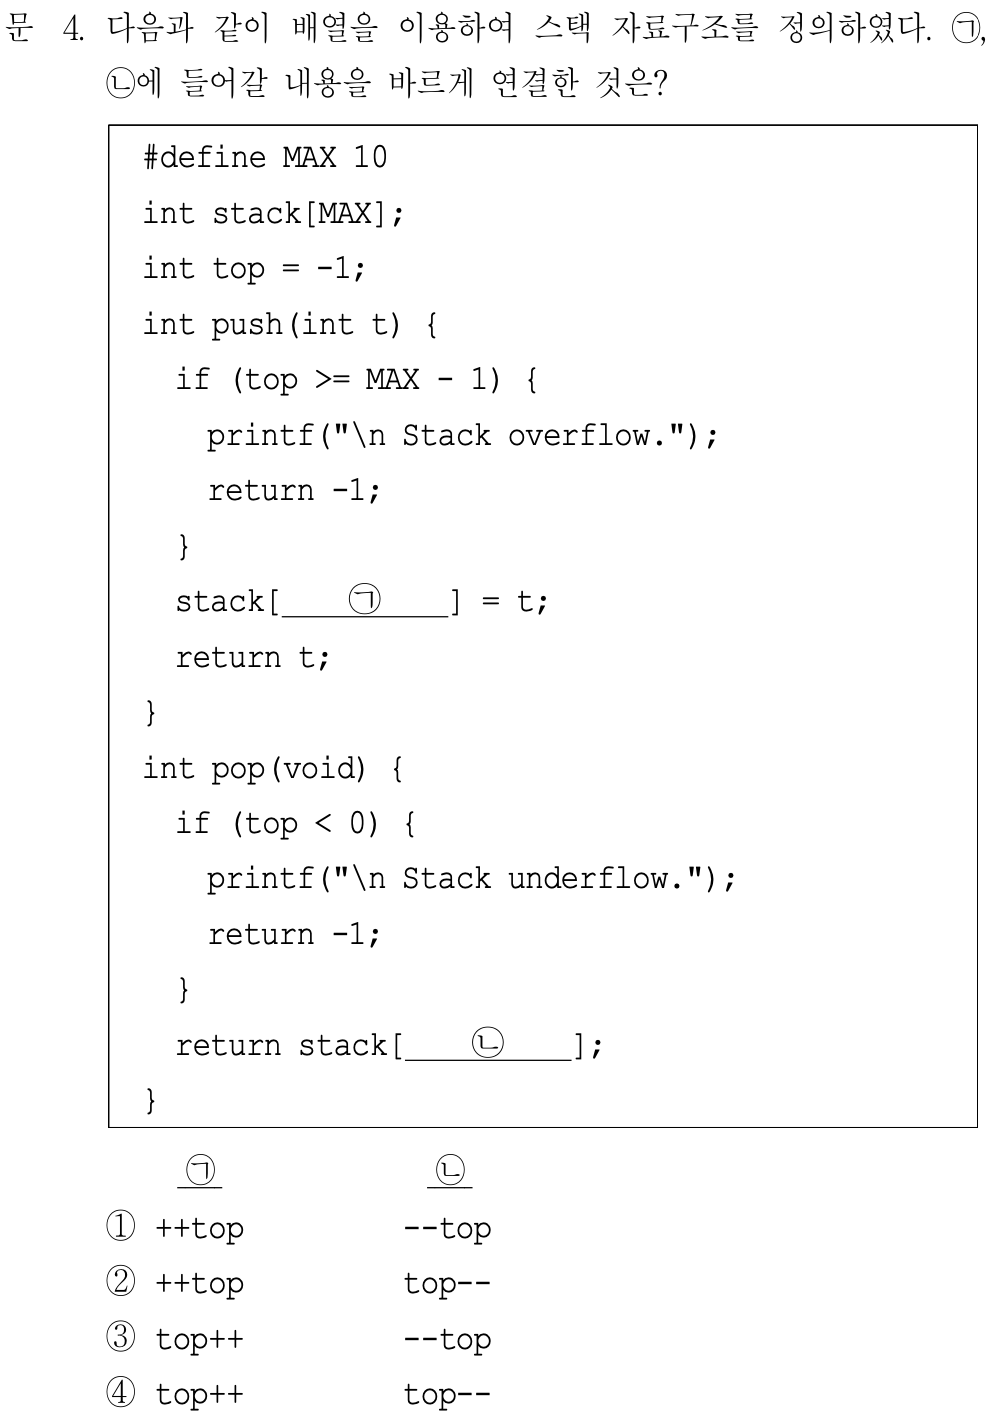 문 4. 다음과 같이 배열을 이용하여 스택 자료구조를 정의하였다. ㉠,
㉡에 들어갈 내용을 바르게 연결한 것은?
#define MAX 10
int stack[MAX];
int top = -1;
int push(int t) {
if (top >= MAX - 1) {
printf("\n Stack overflow.");
return -1;
}
stack[____㉠____] = t;
return t;
}
int pop(void) {
if (top < 0) {
printf("\n Stack underflow.");
return -1;
}
return stack[____㉡____];
}
㉠ ㉡
① ++top --top
② ++top top--
③ top++ --top
④ top++ top--